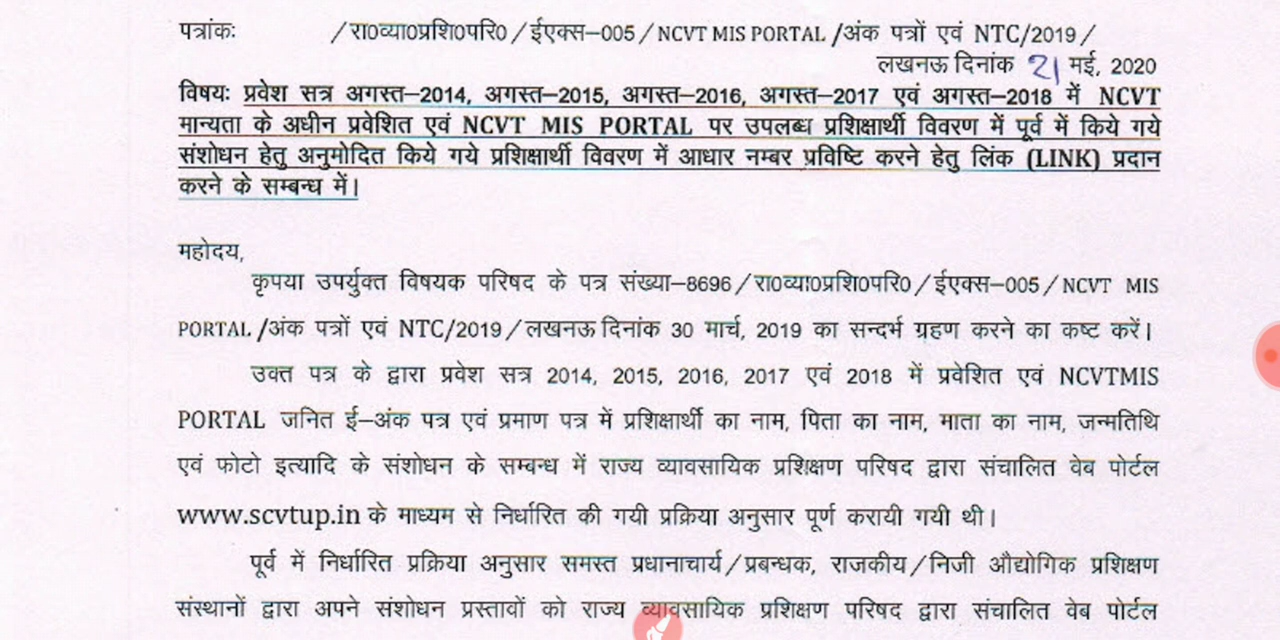 पत्रांकः /रा0व्या0प्रशि0परि0/ईएक्स–005/NCVT MIS PORTAL /अंक पत्रों एवं NTC/2019/
लखनऊ दिनांक 21 मई, 2020
विषयः प्रवेश सत्र अगस्त–2014, अगस्त–2015, अगस्त–2016, अगस्त–2017 एवं अगस्त–2018 में NCVT
मान्यता के अधीन प्रवेशित एवं NCVT MIS PORTAL पर उपलब्ध प्रशिक्षार्थी विवरण में पूर्व में किये गये
संशोधन हेतु अनुमोदित किये गये प्रशिक्षार्थी विवरण में आधार नम्बर प्रविष्टि करने हेतु लिंक (LINK) प्रदान
करने के सम्बन्ध में।
महोदय,
कृपया उपर्युक्त विषयक परिषद के पत्र संख्या–8696/रा0व्या0प्रशि0परि0/ईएक्स–005/NCVT MIS
PORTAL /अंक पत्रों एवं NTC/2019/लखनऊ दिनांक 30 मार्च, 2019 का सन्दर्भ ग्रहण करने का कष्ट करें।
उक्त पत्र के द्वारा प्रवेश सत्र 2014, 2015, 2016, 2017 एवं 2018 में प्रवेशित एवं NCVTMIS
PORTAL जनित ई–अंक पत्र एवं प्रमाण पत्र में प्रशिक्षार्थी का नाम, पिता का नाम, माता का नाम, जन्मतिथि
एवं फोटो इत्यादि के संशोधन के सम्बन्ध में राज्य व्यावसायिक प्रशिक्षण परिषद द्वारा संचालित वेब पोर्टल
www.scvtup.in के माध्यम से निर्धारित की गयी प्रक्रिया अनुसार पूर्ण करायी गयी थी।
पूर्व में निर्धारित प्रक्रिया अनुसार समस्त प्रधानाचार्य/प्रबन्धक, राजकीय/निजी औद्योगिक प्रशिक्षण
संस्थानों द्वारा अपने संशोधन प्रस्तावों को राज्य व्यावसायिक प्रशिक्षण परिषद द्वारा संचालित वेब पोर्टल